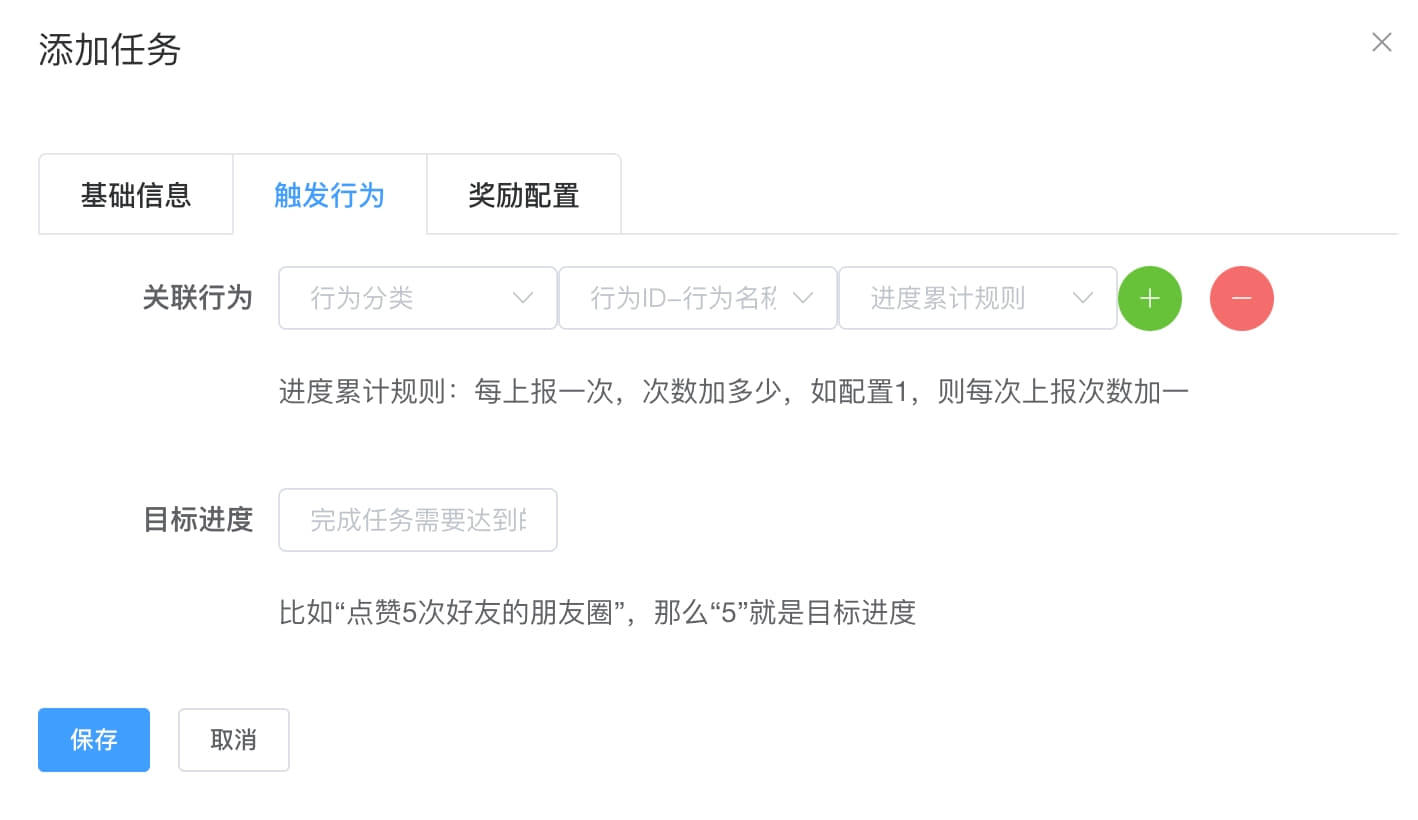 添加任务
基础信息 触发行为 奖励配置
关联行为 行为分类 行为ID-行为名称 进度累计规则
进度累计规则：每上报一次，次数加多少，如配置1，则每次上报次数加一
目标进度 完成任务需要达到
比如“点赞5次好友的朋友圈”，那么“5”就是目标进度
保存 取消